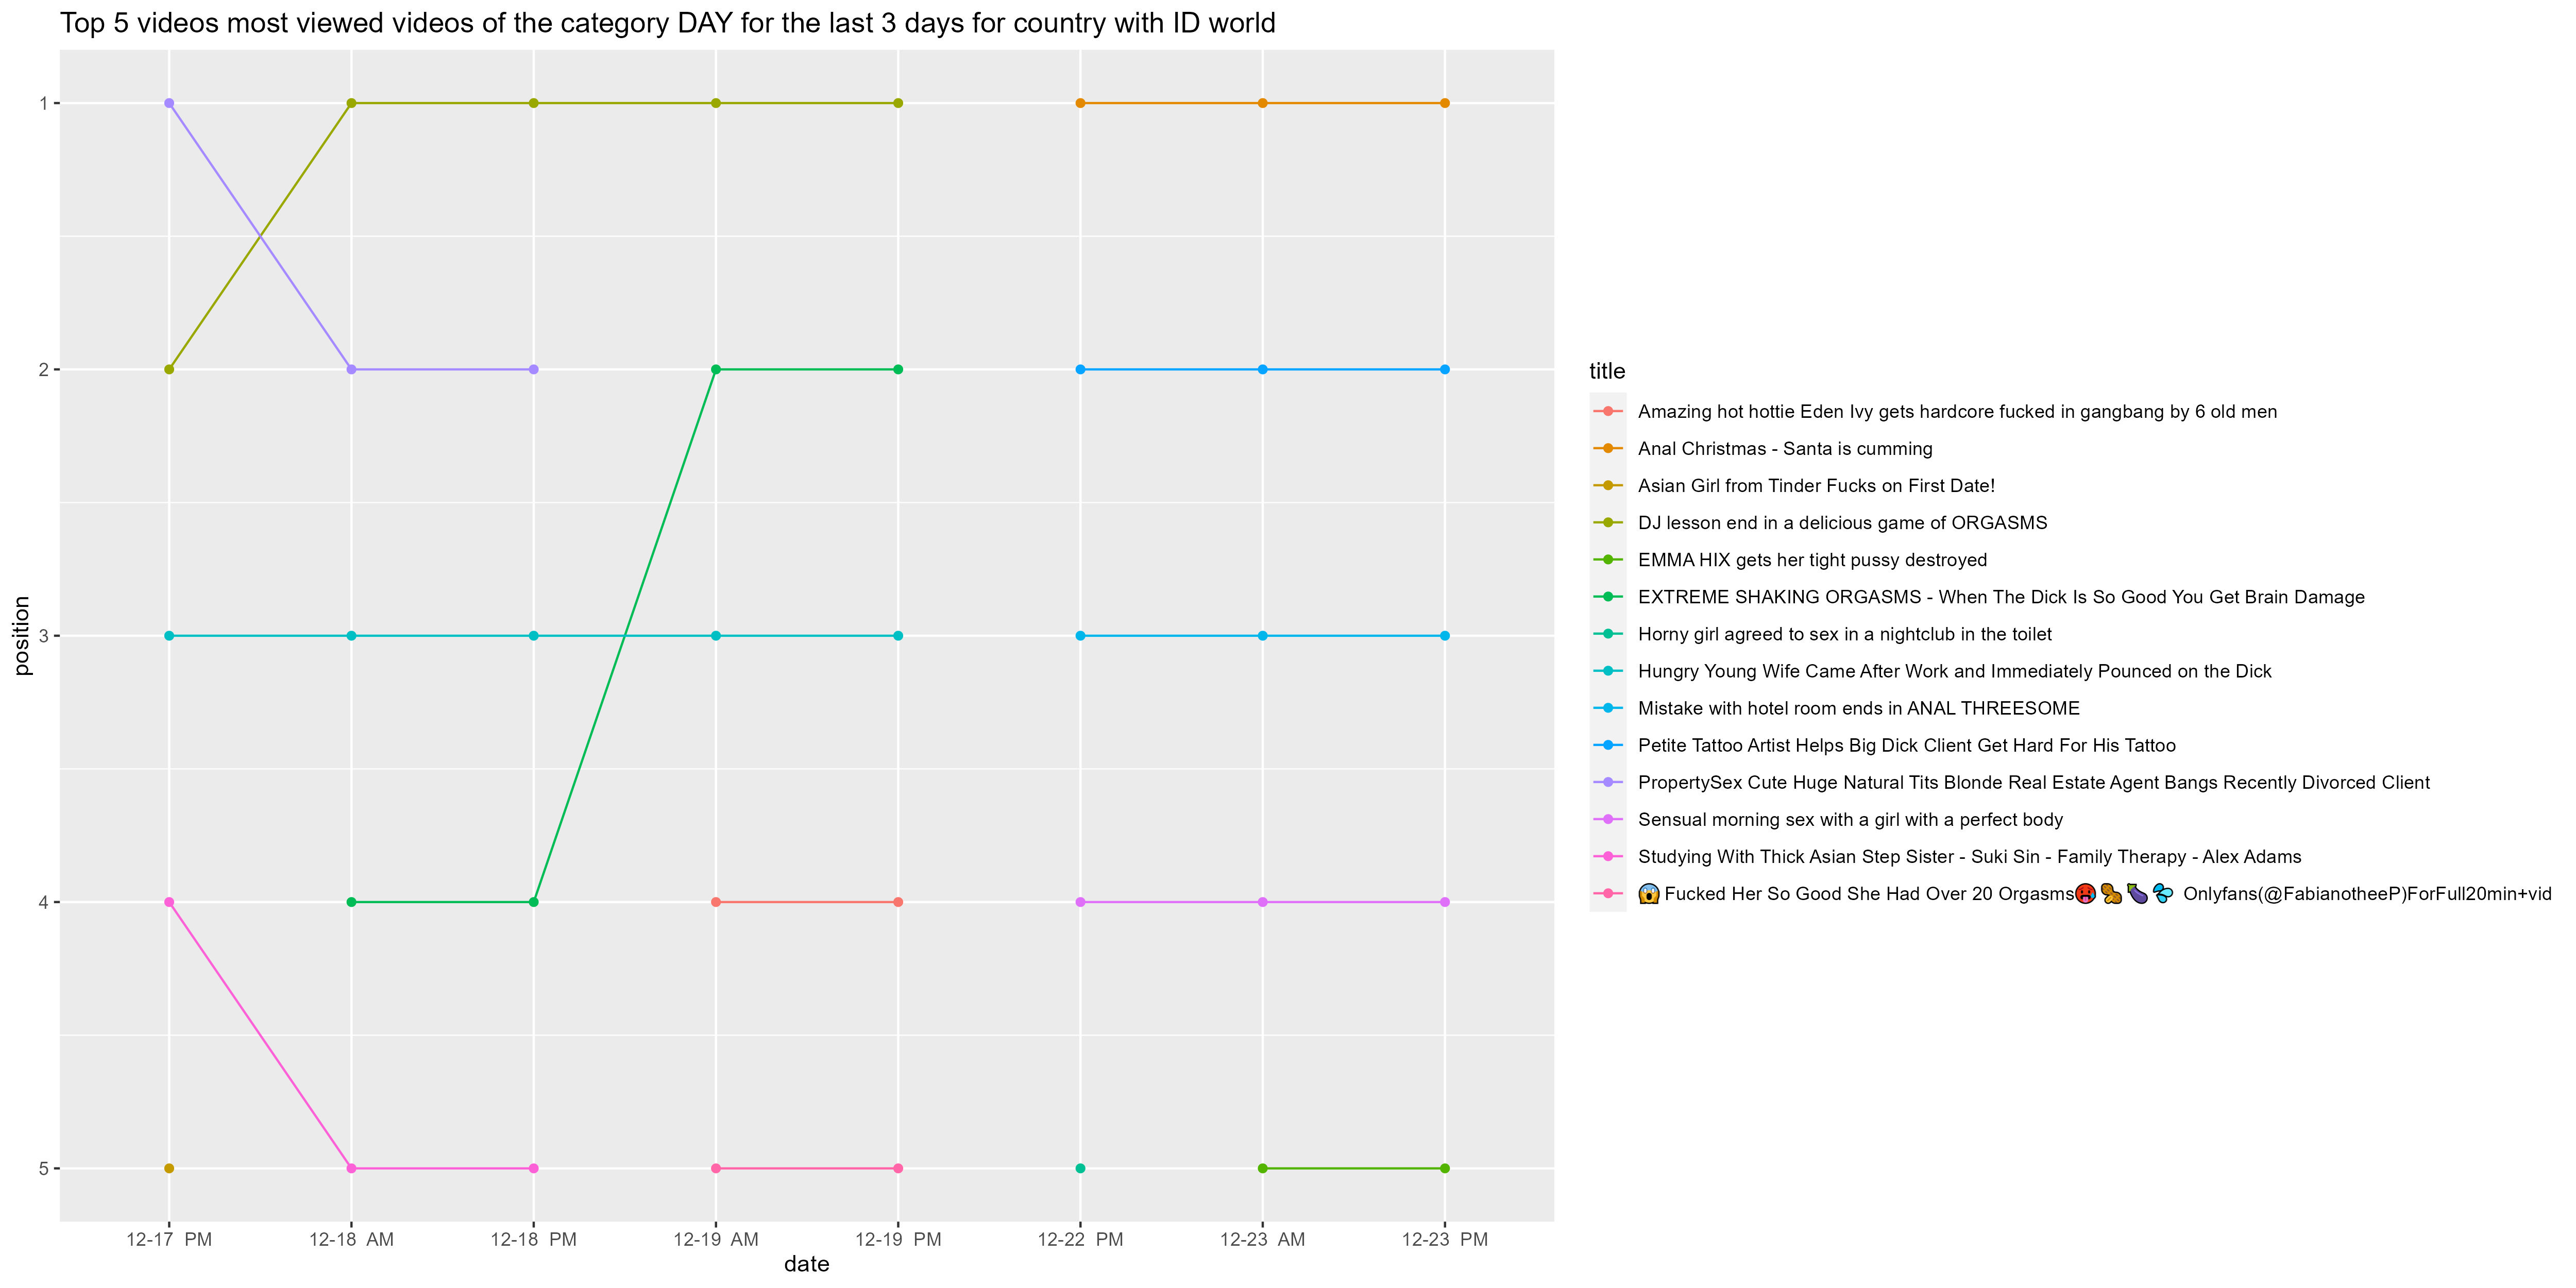 Top 5 videos most viewed videos of the category DAY for the last 3 days for country with ID world
position
1
2
3
4
5
12-17 PM
12-18 AM
12-18 PM
12-19 AM
12-19 PM
12-22 PM
12-23 AM
12-23 PM
date
title
Amazing hot hottie Eden Ivy gets hardcore fucked in gangbang by 6 old men
Anal Christmas - Santa is cumming
Asian Girl from Tinder Fucks on First Date!
DJ lesson end in a delicious game of ORGASMS
EMMA HIX gets her tight pussy destroyed
EXTREME SHAKING ORGASMS - When The Dick Is So Good You Get Brain Damage
Horny girl agreed to sex in a nightclub in the toilet
Hungry Young Wife Came After Work and Immediately Pounced on the Dick
Mistake with hotel room ends in ANAL THREESOME
Petite Tattoo Artist Helps Big Dick Client Get Hard For His Tattoo
PropertySex Cute Huge Natural Tits Blonde Real Estate Agent Bangs Recently Divorced Client
Sensual morning sex with a girl with a perfect body
Studying With Thick Asian Step Sister - Suki Sin - Family Therapy - Alex Adams
😱 Fucked Her So Good She Had Over 20 Orgasms🤬🥜🍆💦 Onlyfans(@FabianotheeP)ForFull20min+vid